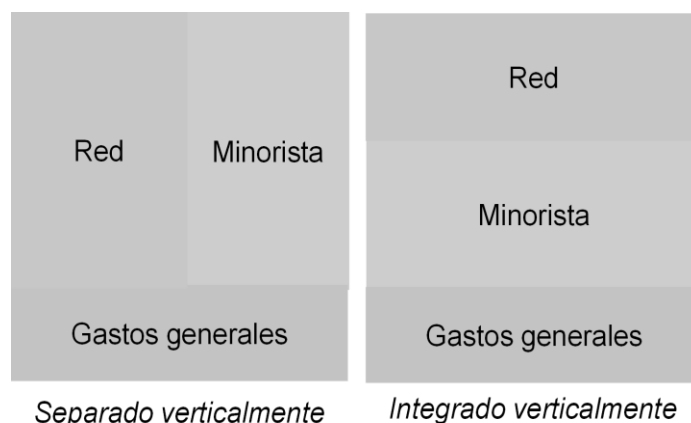 Red
Minorista
Gastos generales
Separado verticalmente
Red
Minorista
Gastos generales
Integrado verticalmente